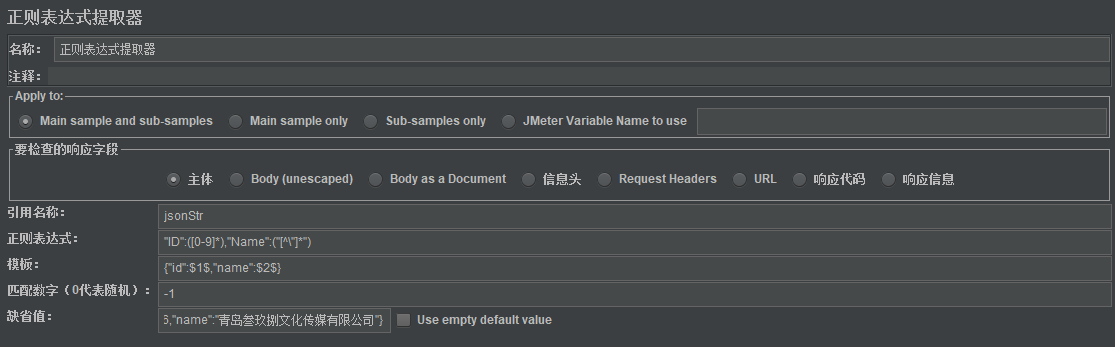 正则表达式提取器
名称： 正则表达式提取器
注释：
Apply to:
Main sample and sub-samples Main sample only Sub-samples only JMeter Variable Name to use
要检查的响应字段
主体 Body (unescaped) Body as a Document 信息头 Request Headers URL 响应代码 响应信息
引用名称： jsonStr
正则表达式： "ID":([0-9]*),"Name":("[^\"]*")
模板： {"id":$1$,"name":$2$}
匹配数字（0代表随机）： -1
缺省值： 6,"name":"青岛叁玖捌文化传媒有限公司"} Use empty default value